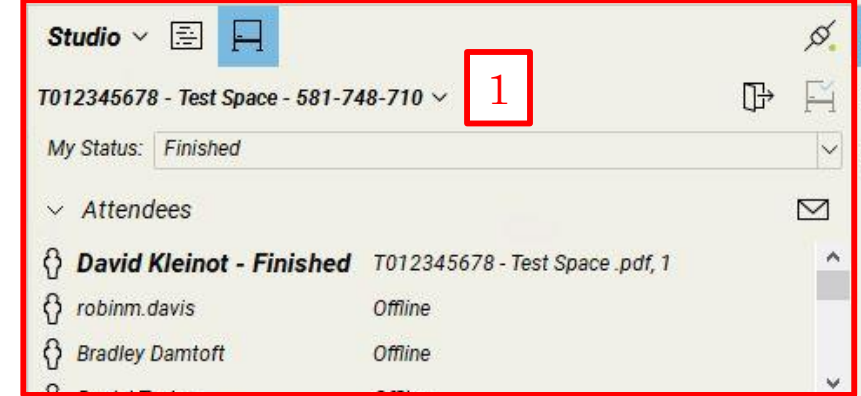 Studio
T012345678 - Test Space - 581-748-710
1
My Status: Finished
Attendees
David Kleinot - Finished T012345678 - Test Space .pdf, 1
robinm.davis Offline
Bradley Damtoft Offline